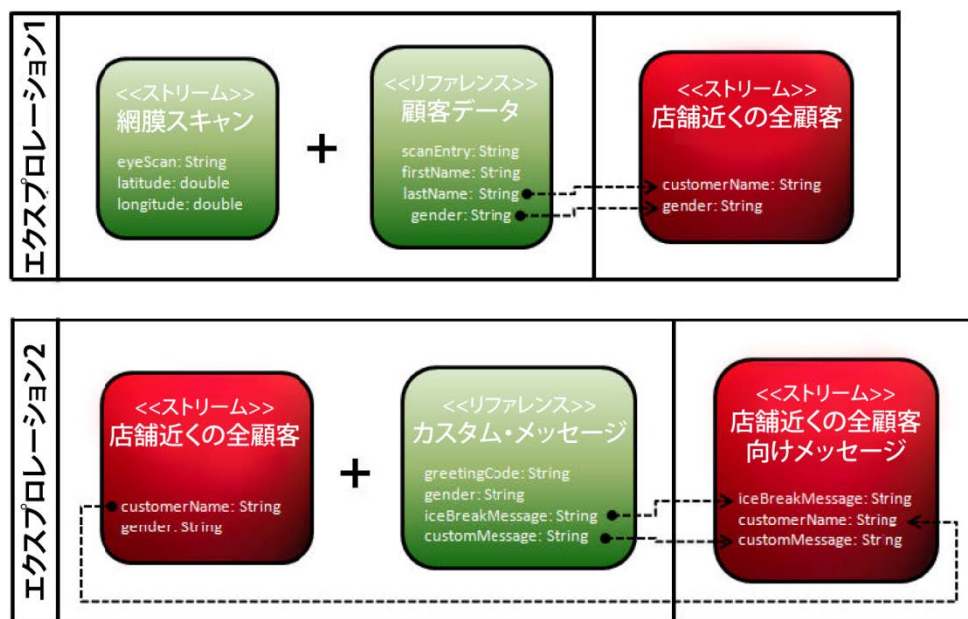 エクスプロレーション1
<<ストリーム>>
網膜スキャン
eyeScan: String
latitude: double
longitude: double
+
<<リファレンス>>
顧客データ
scanEntry: String
firstName: String
lastName: String
gender: String
<<ストリーム>>
店舗近くの全顧客
customerName: String
gender: String
エクスプロレーション2
<<ストリーム>>
店舗近くの全顧客
customerName: String
gender: String
+
<<リファレンス>>
カスタム・メッセージ
greetingCode: String
gender: String
iceBreakMessage: String
customMessage: String
<<ストリーム>>
店舗近くの全顧客
向けメッセージ
iceBreakMessage: String
customerName: String
customMessage: String